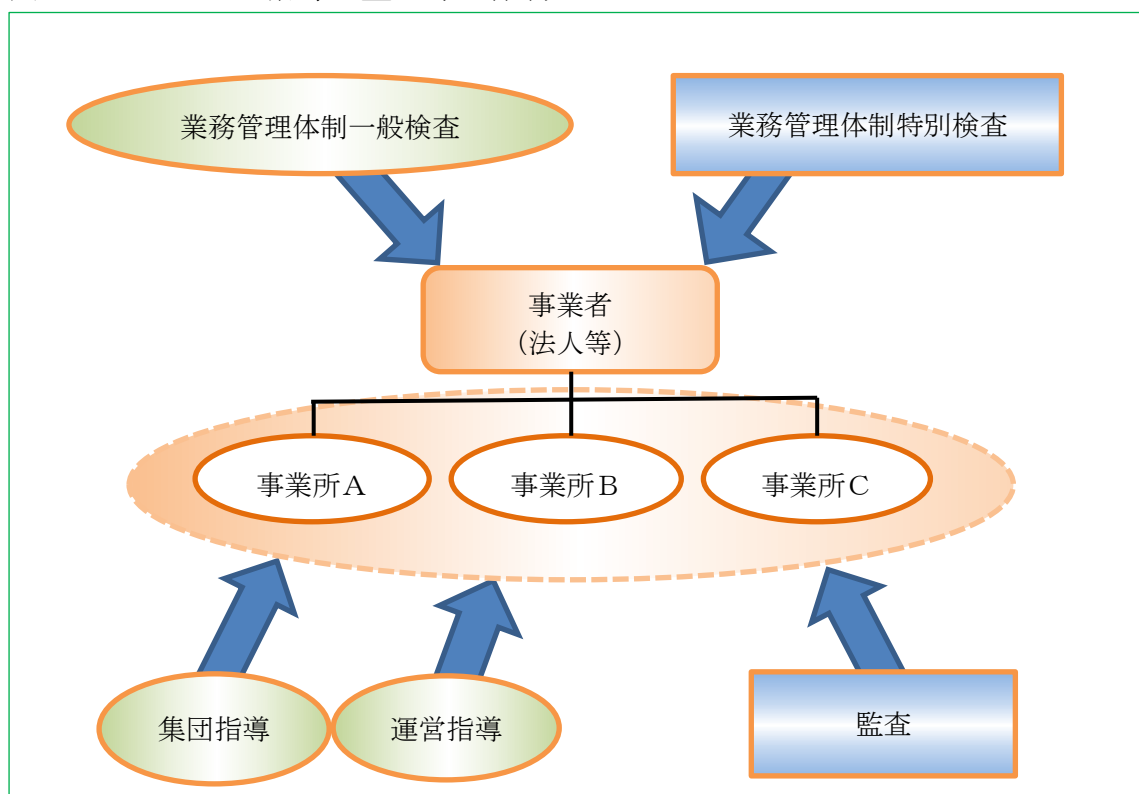 業務管理体制一般検査
業務管理体制特別検査
事業者
（法人等）
事業所Ａ
事業所Ｂ
事業所Ｃ
集団指導
運営指導
監査